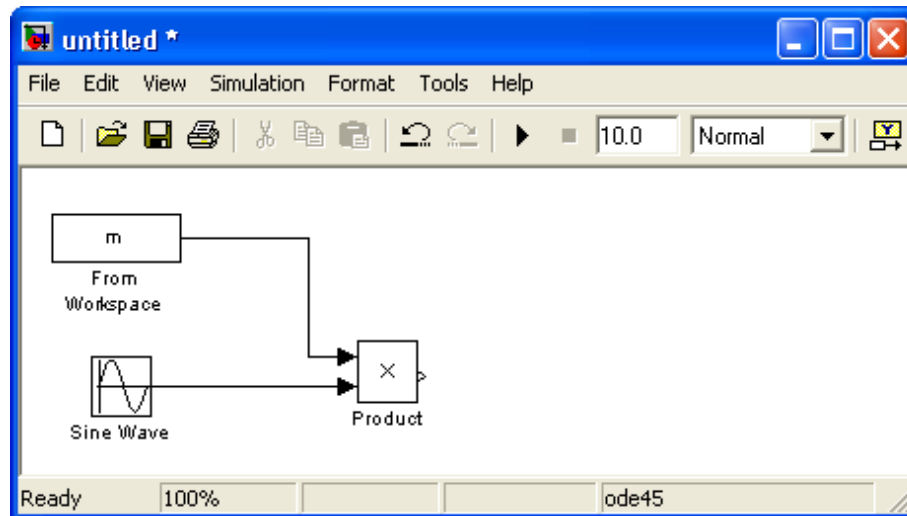 untitled *
File Edit View Simulation Format Tools Help
10.0 Normal Y
m
From
Workspace
×
Product
Sine Wave
Ready 100% ode45